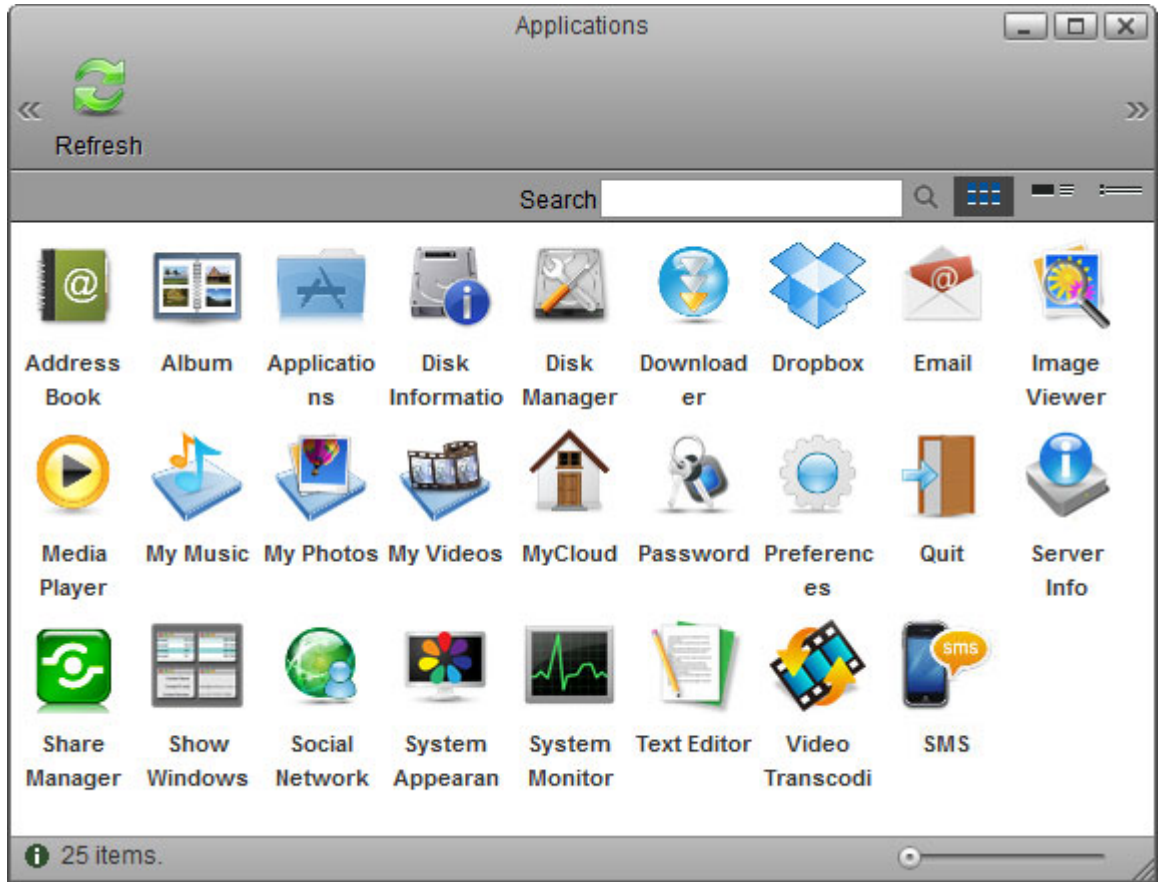 Applications
Refresh
Search
Address Album Applicatio Disk Disk Download Dropbox Email Image
Book ns Informatio Manager er Viewer
Media My Music My Photos My Videos MyCloud Password Preferenc Quit Server
Player es Info
sms
Share Show Social System System Text Editor Video SMS
Manager Windows Network Appearan Monitor Transcodi
25 items.